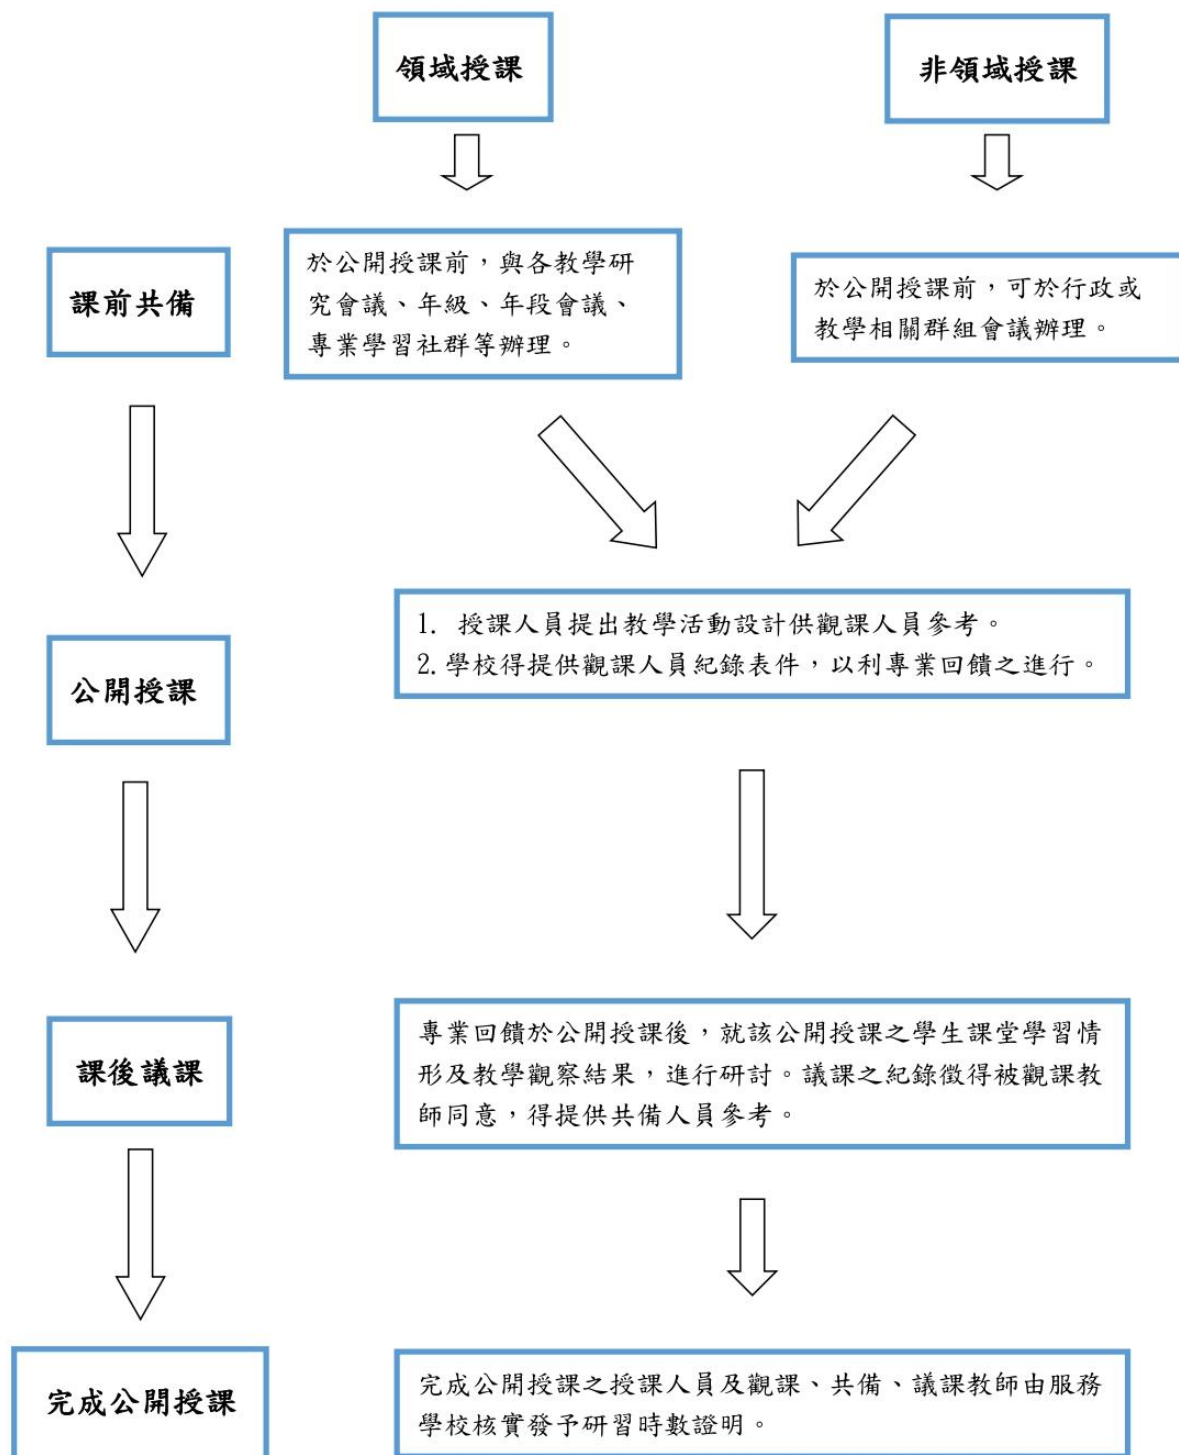 領域授課
非領域授課
課前共備
於公開授課前，與各教學研
究會議、年級、年段會議、
專業學習社群等辦理。
於公開授課前，可於行政或
教學相關群組會議辦理。
公開授課
1. 授課人員提出教學活動設計供觀課人員參考。
2. 學校得提供觀課人員紀錄表件，以利專業回饋之進行。
課後議課
專業回饋於公開授課後，就該公開授課之學生課堂學習情
形及教學觀察結果，進行研討。議課之紀錄徵得被觀課教
師同意，得提供共備人員參考。
完成公開授課
完成公開授課之授課人員及觀課、共備、議課教師由服務
學校核實發予研習時數證明。